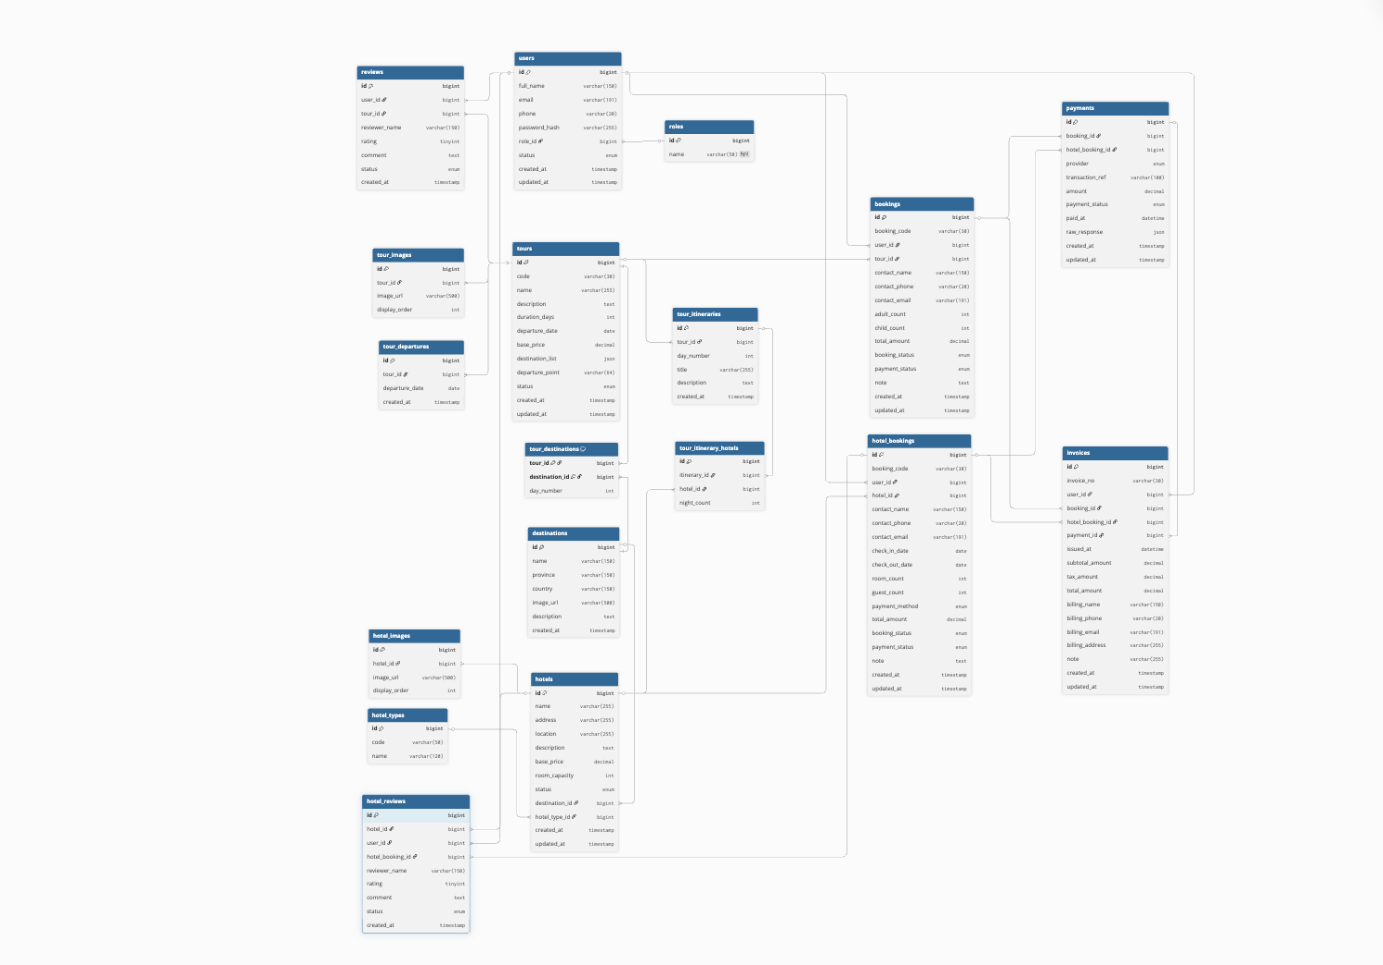 reviews
id bigint
user_id bigint
tour_id bigint
reviewer_name varchar(150)
rating tinyint
comment text
status enum
created_at timestamp
users
id bigint
full_name varchar(150)
email varchar(191)
phone varchar(20)
password_hash varchar(255)
role_id bigint
status enum
created_at timestamp
updated_at timestamp
roles
id bigint
name varchar(50)
payments
id bigint
booking_id bigint
hotel_booking_id bigint
provider enum
transaction_ref varchar(100)
amount decimal
payment_status enum
paid_at datetime
raw_response json
created_at timestamp
updated_at timestamp
bookings
id bigint
booking_code varchar(30)
user_id bigint
tour_id bigint
contact_name varchar(150)
contact_phone varchar(20)
contact_email varchar(191)
adult_count int
child_count int
total_amount decimal
booking_status enum
payment_status enum
note text
created_at timestamp
updated_at timestamp
tour_images
id bigint
tour_id bigint
image_url varchar(500)
display_order int
tours
id bigint
code varchar(30)
name varchar(255)
description text
duration_days int
departure_date date
base_price decimal
destination_list json
departure_point varchar(64)
status enum
created_at timestamp
updated_at timestamp
tour_departures
id bigint
tour_id bigint
departure_date date
created_at timestamp
tour_itineraries
id bigint
tour_id bigint
day_number int
title varchar(255)
description text
created_at timestamp
tour_destinations
tour_id bigint
destination_id bigint
day_number int
tour_itinerary_hotels
id bigint
itinerary_id bigint
hotel_id bigint
night_count int
hotel_bookings
id bigint
booking_code varchar(30)
user_id bigint
hotel_id bigint
contact_name varchar(150)
contact_phone varchar(20)
contact_email varchar(191)
check_in_date date
check_out_date date
room_count int
guest_count int
payment_method enum
total_amount decimal
booking_status enum
payment_status enum
note text
created_at timestamp
updated_at timestamp
invoices
id bigint
invoice_no varchar(30)
user_id bigint
booking_id bigint
hotel_booking_id bigint
payment_id bigint
issued_at datetime
subtotal_amount decimal
tax_amount decimal
total_amount decimal
billing_name varchar(150)
billing_phone varchar(20)
billing_email varchar(191)
billing_address varchar(255)
note varchar(255)
created_at timestamp
updated_at timestamp
destinations
id bigint
name varchar(150)
province varchar(150)
country varchar(150)
image_url varchar(500)
description text
created_at timestamp
hotel_images
id bigint
hotel_id bigint
image_url varchar(500)
display_order int
hotels
id bigint
name varchar(255)
address varchar(255)
location varchar(255)
description text
base_price decimal
room_capacity int
status enum
destination_id bigint
hotel_type_id bigint
created_at timestamp
updated_at timestamp
hotel_types
id bigint
code varchar(50)
name varchar(120)
hotel_reviews
id bigint
hotel_id bigint
user_id bigint
hotel_booking_id bigint
reviewer_name varchar(150)
rating tinyint
comment text
status enum
created_at timestamp